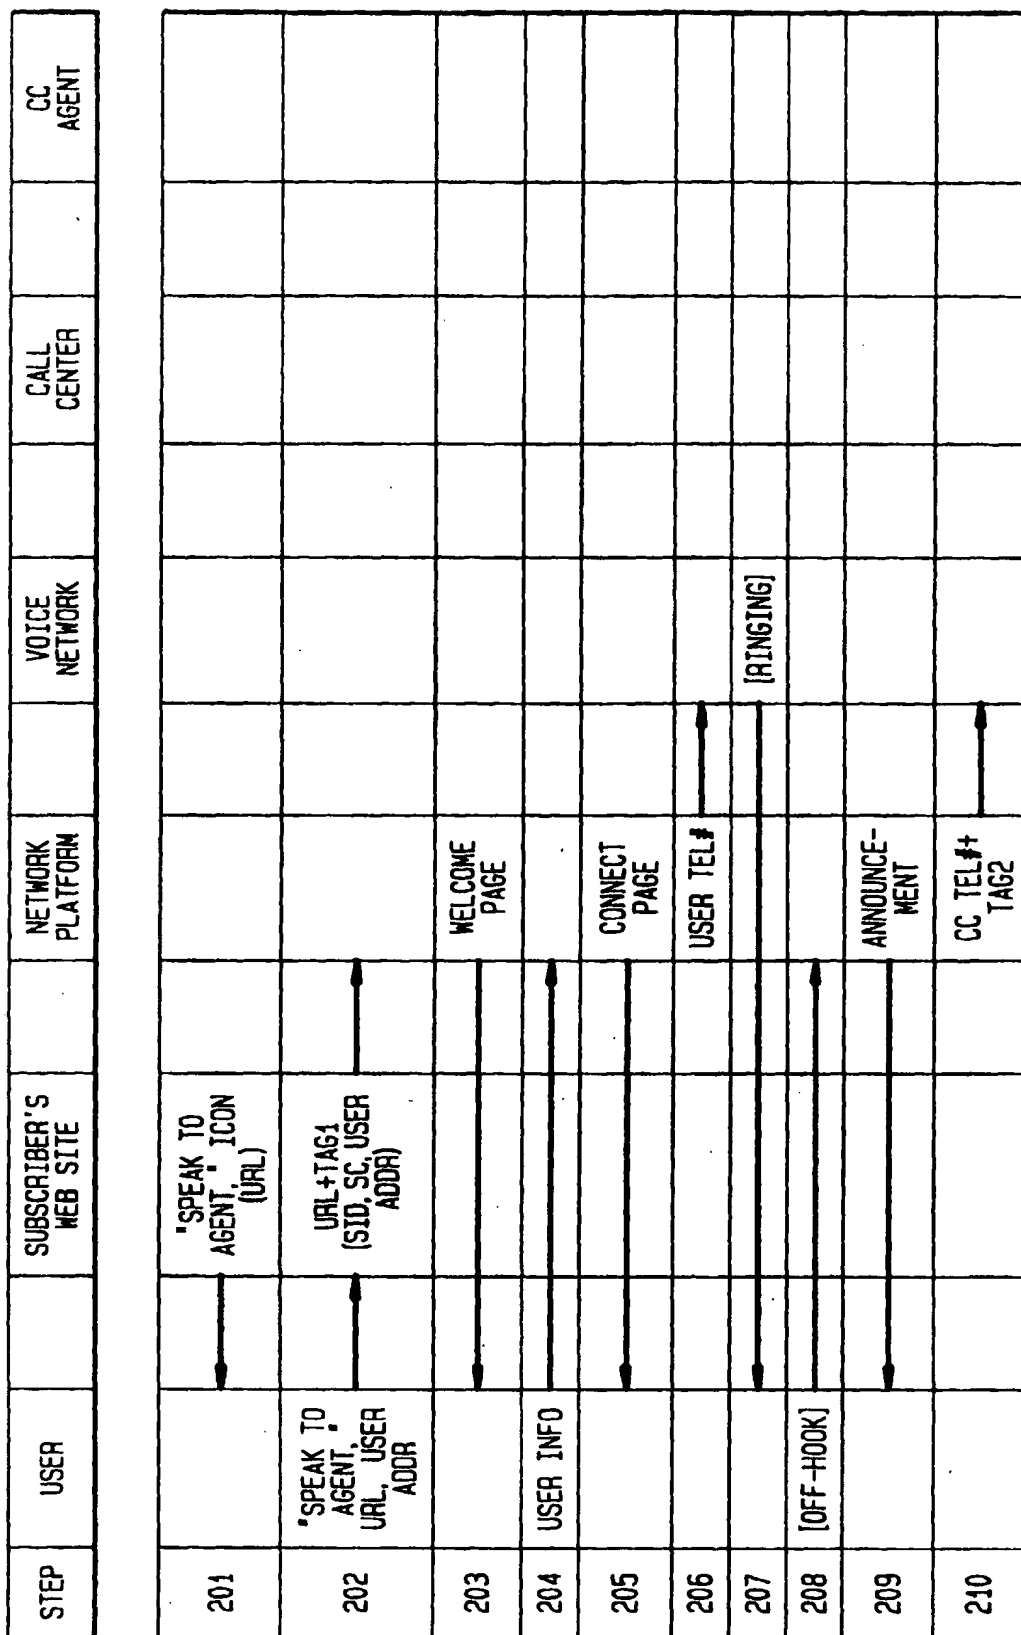 STEP
USER
SUBSCRIBER'S
WEB SITE
NETWORK
PLATFORM
VOICE
NETWORK
CALL
CENTER
CC
AGENT
201
"SPEAK TO
AGENT," ICON
(URL)
202
"SPEAK TO
AGENT,"
URL, USER
ADDR
URL+TAG1
(SID, SC, USER
ADDR)
203
WELCOME
PAGE
204
USER INFO
205
CONNECT
PAGE
206
USER TEL#
207
[RINGING]
208
[OFF-HOOK]
209
ANNOUNCE-
MENT
210
CC TEL#+
TAG2